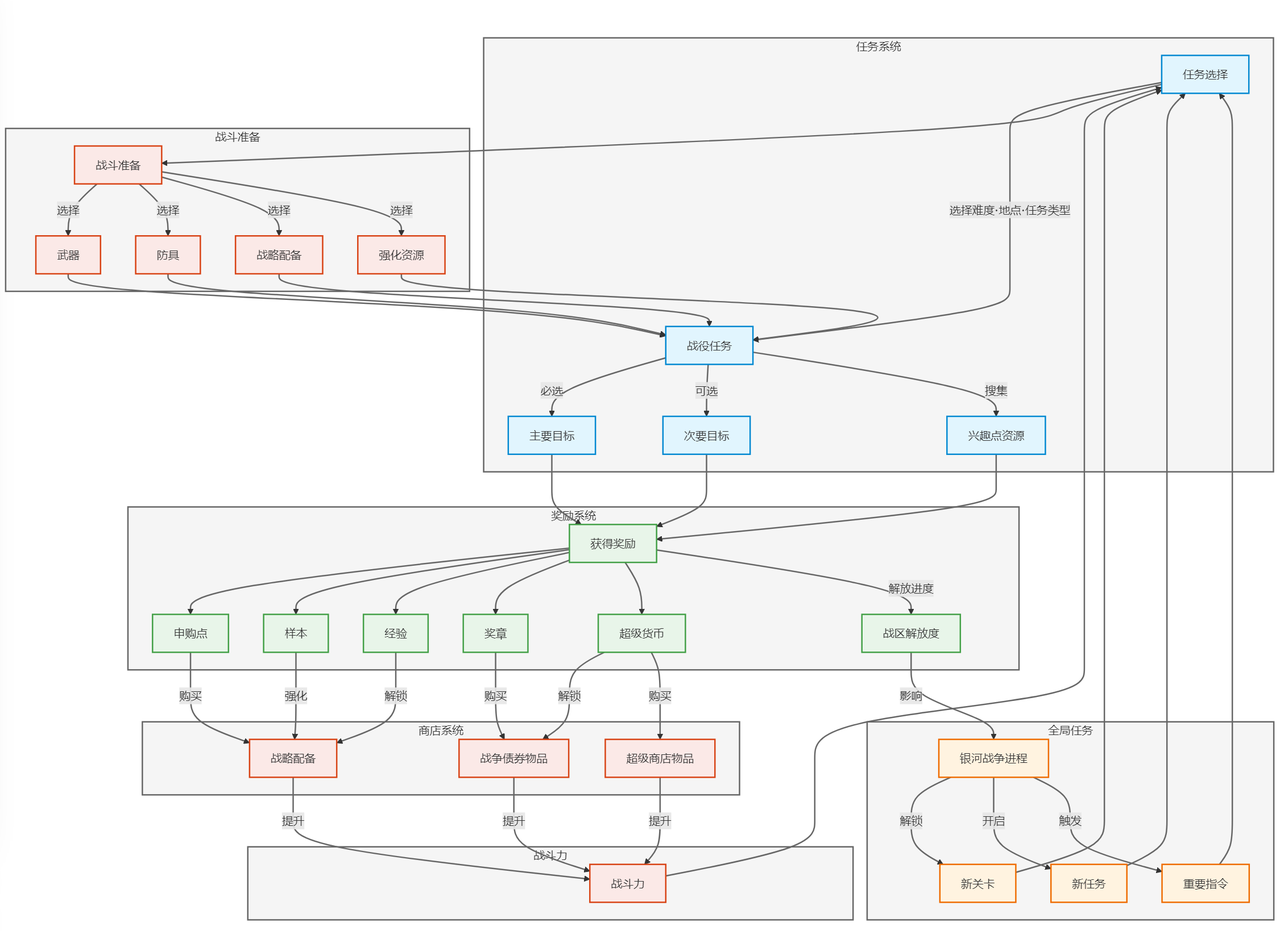 任务系统
任务选择
战斗准备
战斗准备
选择
选择
选择
选择
选择难度·地点·任务类型
武器
防具
战略配备
强化资源
战役任务
必选
可选
搜集
主要目标
次要目标
兴趣点资源
奖励系统
获得奖励
解放进度
申购点
样本
经验
奖章
超级货币
战区解放度
购买
强化
解锁
购买
解锁
购买
影响
商店系统
全局任务
战略配备
战争债券物品
超级商店物品
银河战争进程
提升
提升
提升
解锁
开启
触发
战斗力
战斗力
新关卡
新任务
重要指令